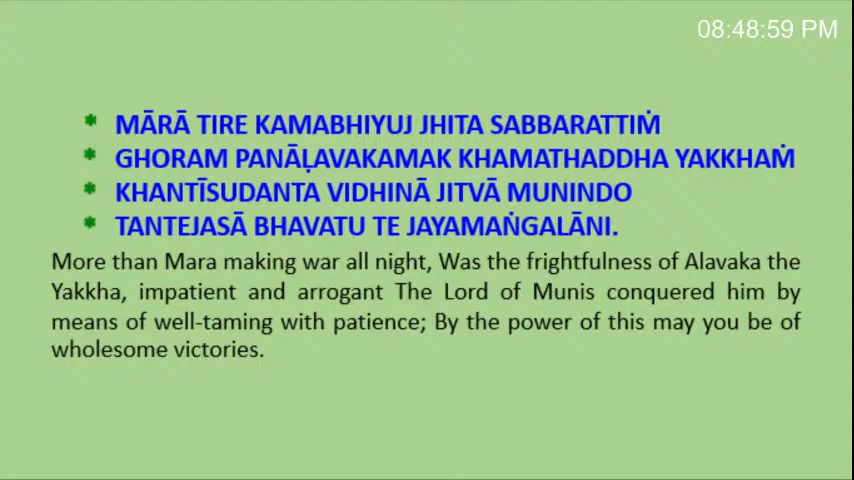 08:48:59 PM
* MĀRĀ TIRE KAMABHIYUJ JHITA SABBARATTIṀ
* GHORAM PANĀḶAVAKAMAK KHAMATHADDHA YAKKHAṀ
* KHANTĪSUDANTA VIDHINĀ JITVĀ MUNINDO
* TANTEJASĀ BHAVATU TE JAYAMAṄGALĀNI.
More than Mara making war all night, Was the frightfulness of Alavaka the
Yakkha, impatient and arrogant The Lord of Munis conquered him by
means of well-taming with patience; By the power of this may you be of
wholesome victories.